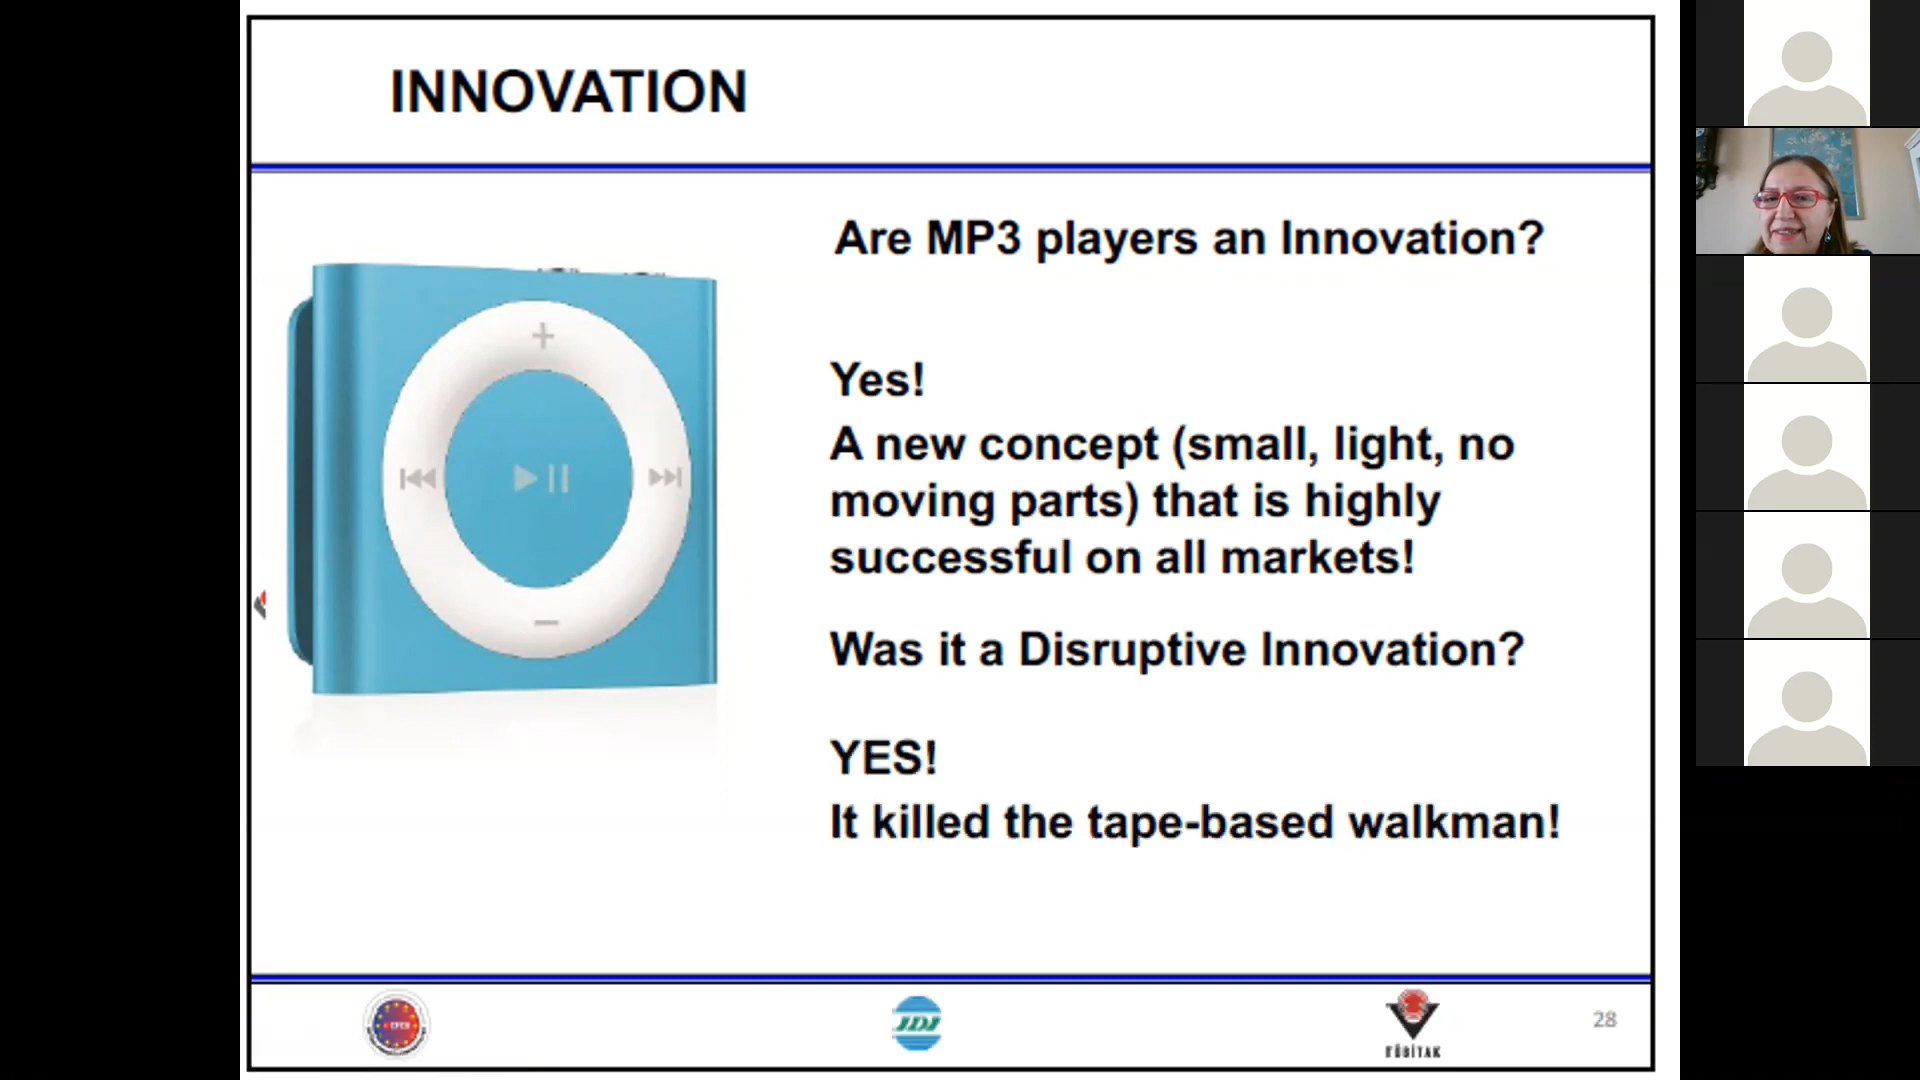 INNOVATION
Are MP3 players an Innovation?
Yes!
A new concept (small, light, no
moving parts) that is highly
successful on all markets!
Was it a Disruptive Innovation?
YES!
It killed the tape-based walkman!
JDI
TÜBİTAK
28